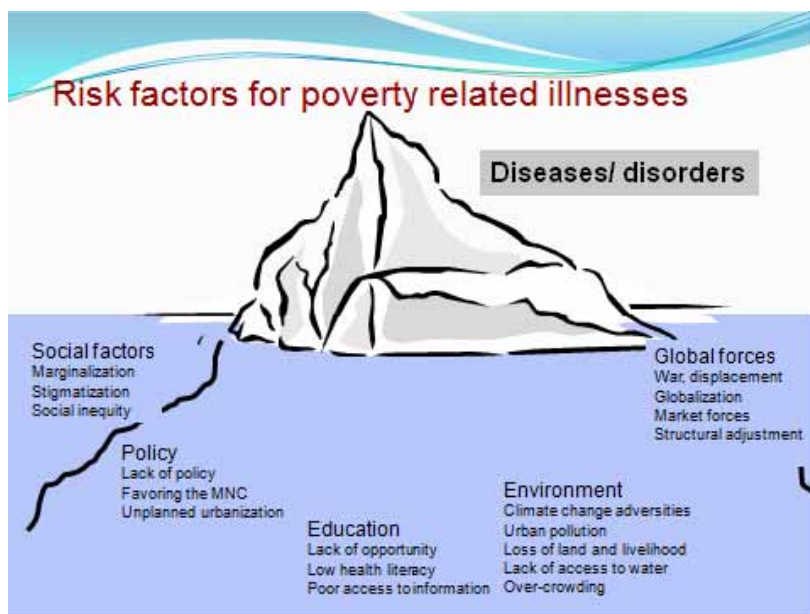 Risk factors for poverty related illnesses
Diseases/ disorders
Social factors
Marginalization
Stigmatization
Social inequity
Policy
Lack of policy
Favoring the MNC
Unplanned urbanization
Education
Lack of opportunity
Low health literacy
Poor access to information
Environment
Climate change adversities
Urban pollution
Loss of land and livelihood
Lack of access to water
Over-crowding
Global forces
War, displacement
Globalization
Market forces
Structural adjustment